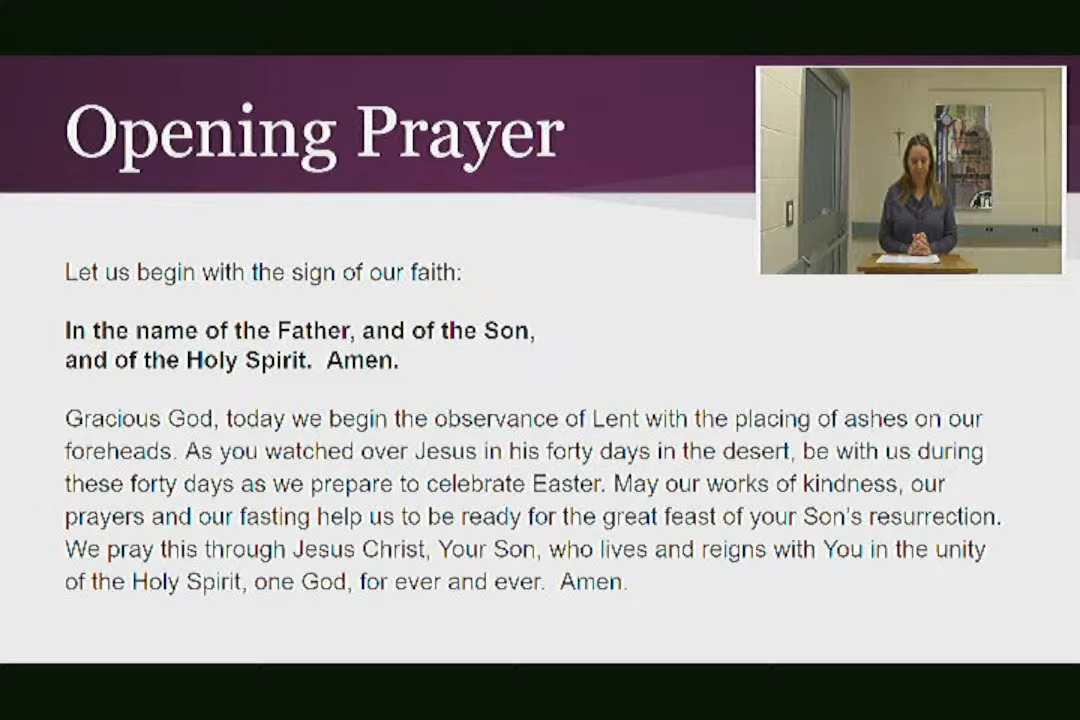 Opening Prayer
Let us begin with the sign of our faith:
In the name of the Father, and of the Son,
and of the Holy Spirit.  Amen.
Gracious God, today we begin the observance of Lent with the placing of ashes on our
foreheads. As you watched over Jesus in his forty days in the desert, be with us during
these forty days as we prepare to celebrate Easter. May our works of kindness, our
prayers and our fasting help us to be ready for the great feast of your Son's resurrection.
We pray this through Jesus Christ, Your Son, who lives and reigns with You in the unity
of the Holy Spirit, one God, for ever and ever.  Amen.